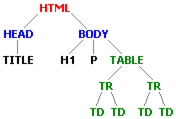 HTML
HEAD BODY
TITLE H1 P TABLE
TR TR
TD TD TD TD